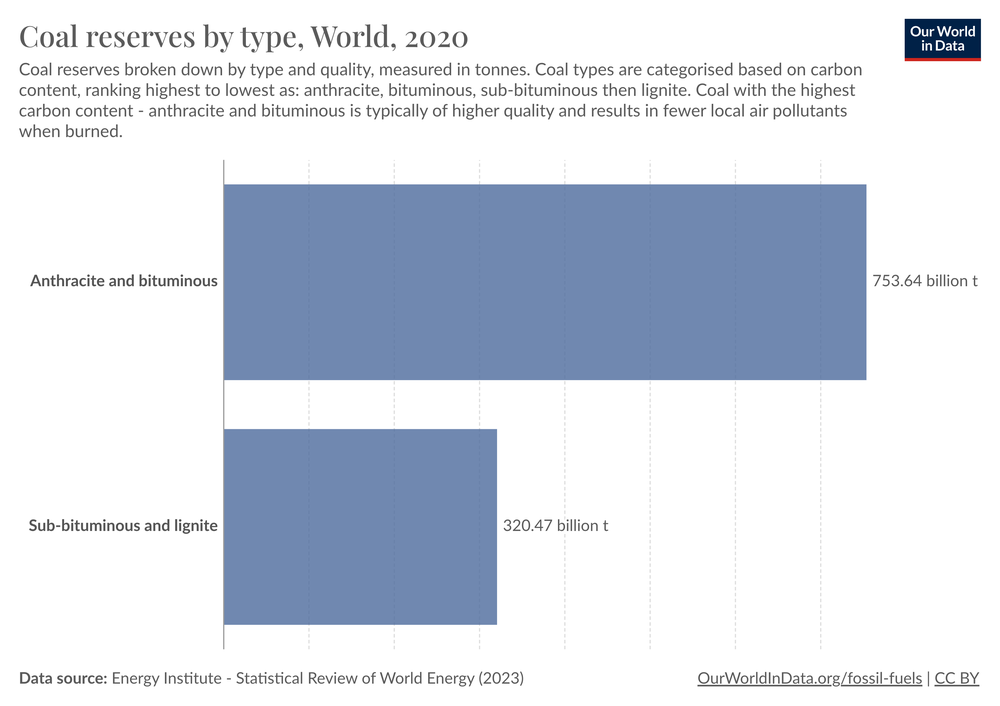 Coal reserves by type, World, 2020
Our World
in Data
Coal reserves broken down by type and quality, measured in tonnes. Coal types are categorised based on carbon
content, ranking highest to lowest as: anthracite, bituminous, sub-bituminous then lignite. Coal with the highest
carbon content - anthracite and bituminous is typically of higher quality and results in fewer local air pollutants
when burned.
Anthracite and bituminous
753.64 billion t
Sub-bituminous and lignite
320.47 billion t
Data source: Energy Institute - Statistical Review of World Energy (2023)
OurWorldInData.org/fossil-fuels | CC BY